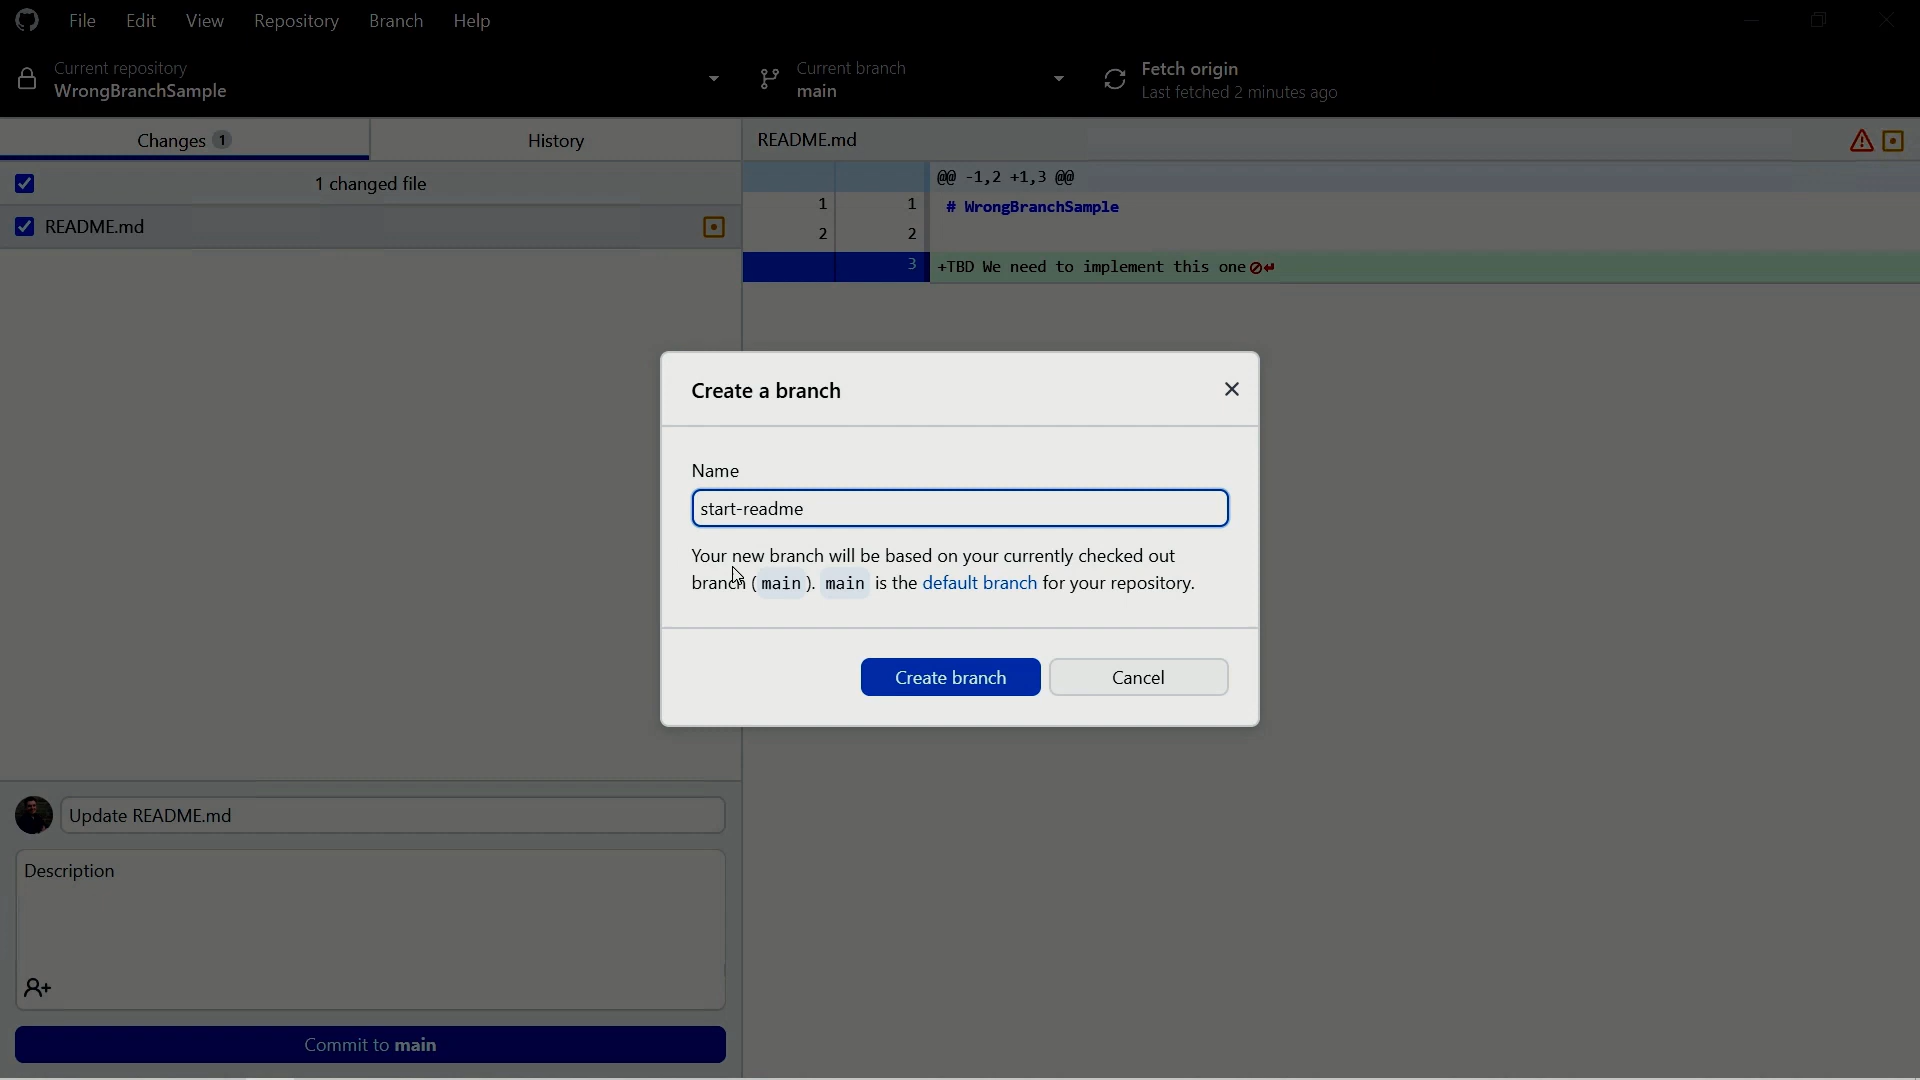 File Edit View Repository Branch Help
Current repository
WrongBranchSample
Current branch
main
Fetch origin
Last fetched 2 minutes ago
Changes 1
History
README.md
1 changed file
README.md
@@ -1,2 +1,3 @@
1 1 # WrongBranchSample
2 2
3 +TBD We need to implement this one
Create a branch
Name
start-readme
Your new branch will be based on your currently checked out
branch (main). main is the default branch for your repository.
Create branch
Cancel
Update README.md
Description
Commit to main